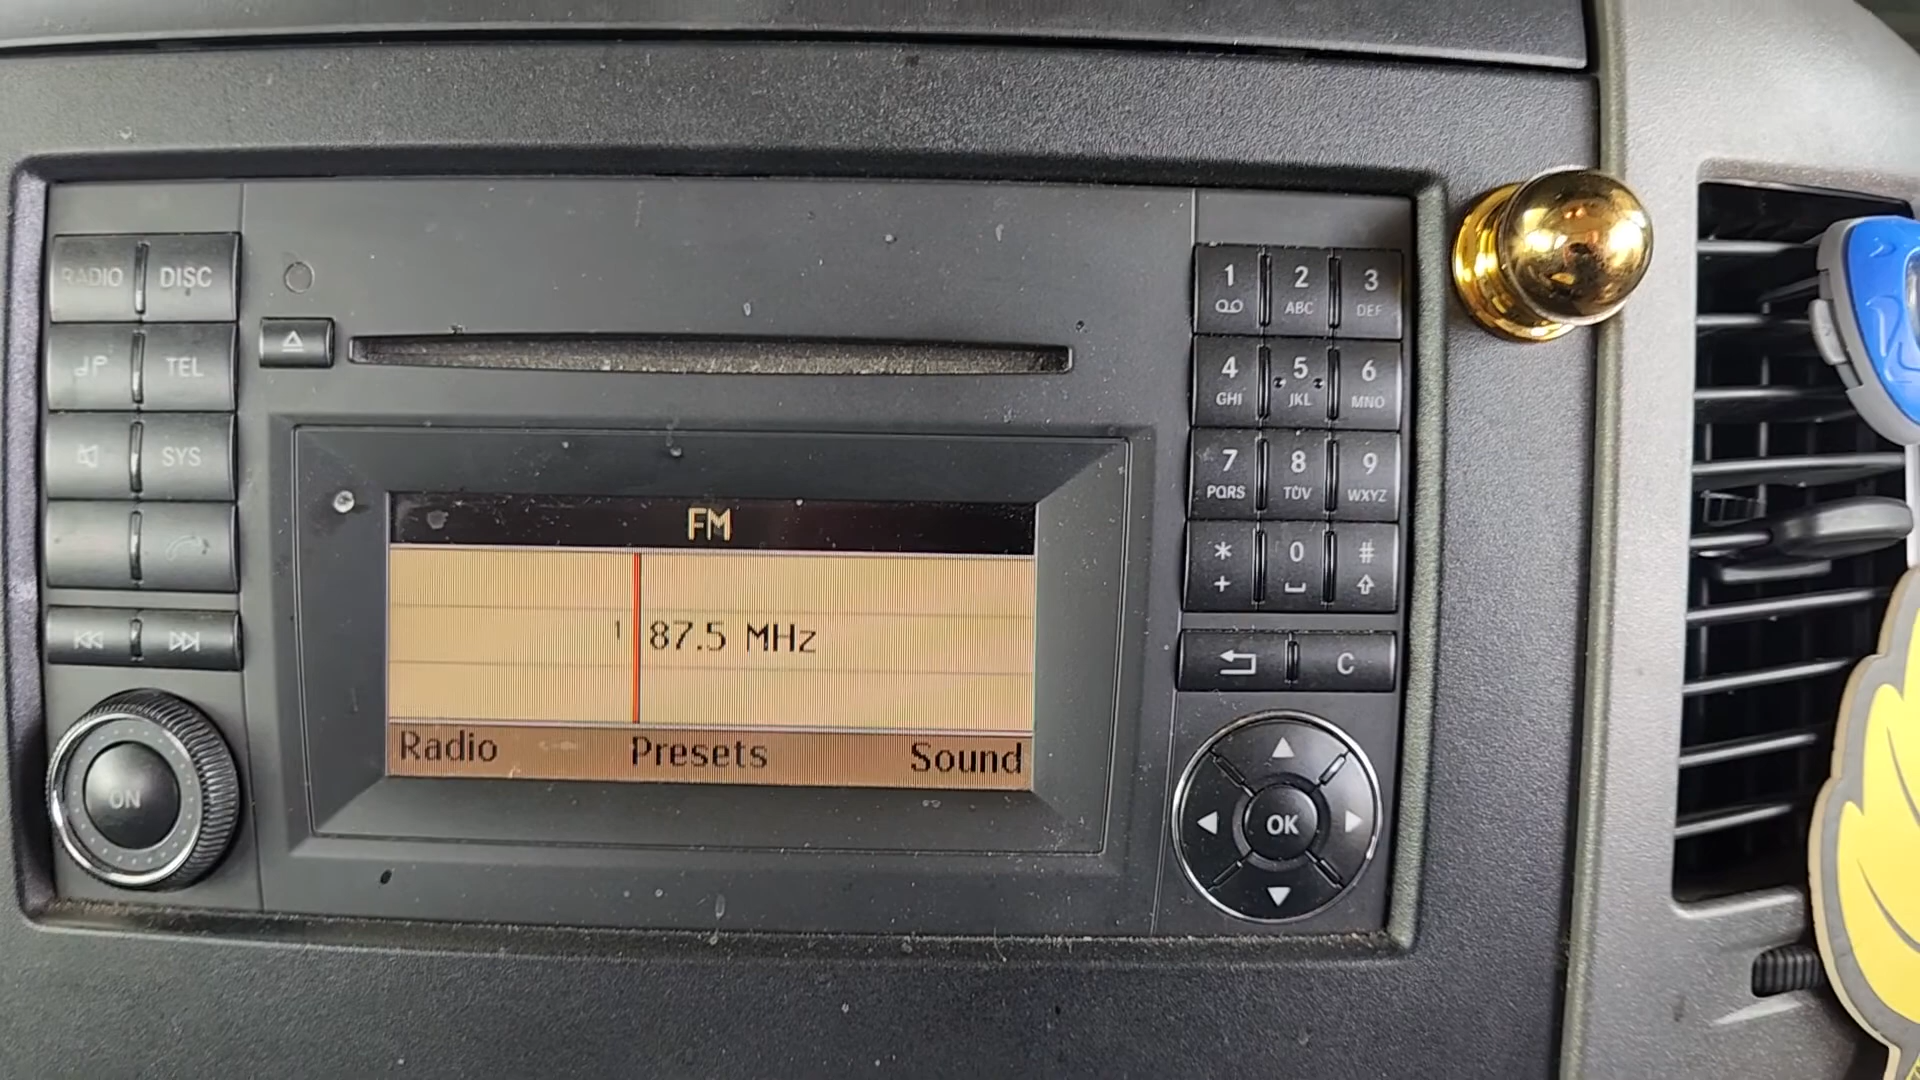 RADIO DISC
TEL
SYS
ON
FM
1 87.5 MHz
Radio Presets Sound
1 2 3
ABC DEF
4 5 6
GHI JKL MNO
7 8 9
PQRS TUV WXYZ
* 0 #
+
C
OK